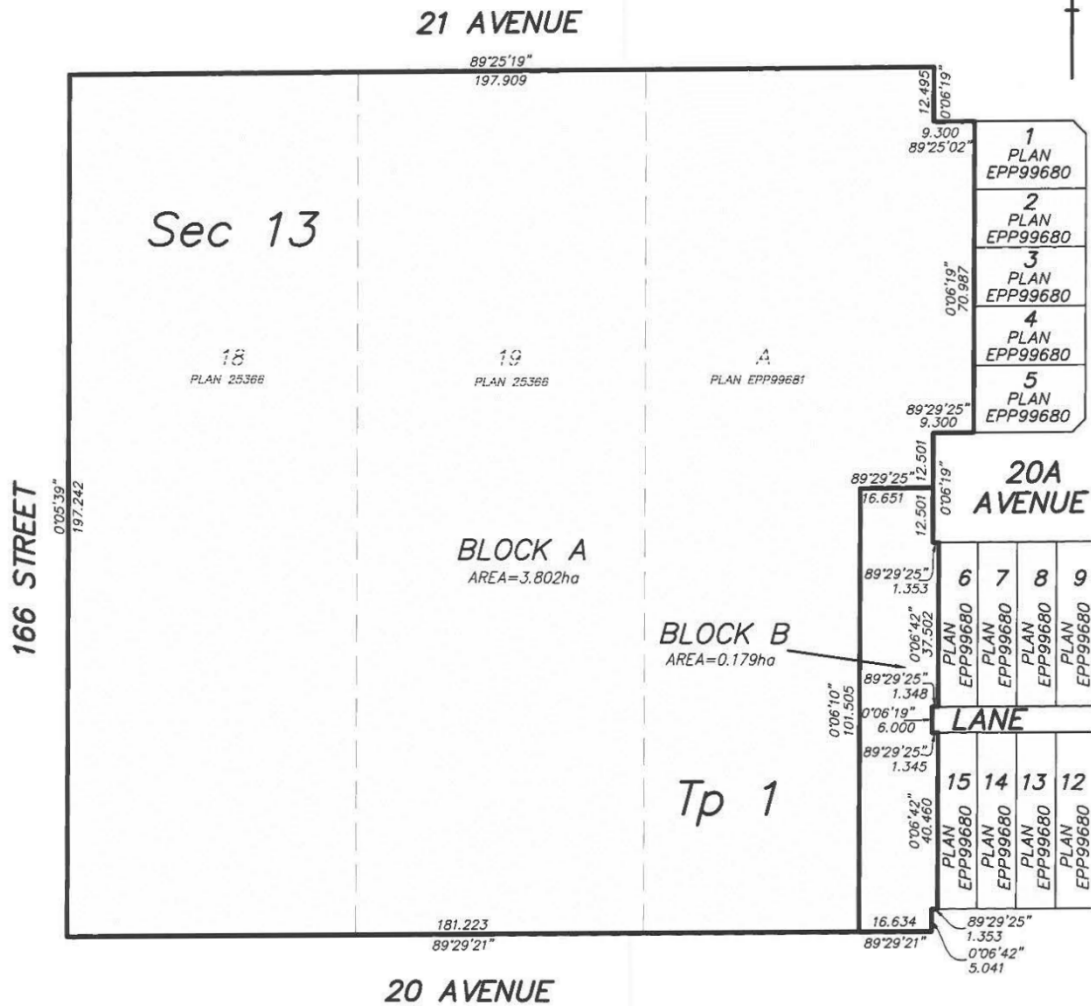 21 AVENUE
89°25'19"
197.909
12.495
0°06'19"
9.300
89°25'02"
1
PLAN
EPP99680
2
PLAN
EPP99680
3
PLAN
EPP99680
4
PLAN
EPP99680
5
PLAN
EPP99680
0°06'19"
70.987
Sec 13
18
PLAN 25366
19
PLAN 25366
A
PLAN EPP99681
89°29'25"
9.300
12.501
0°06'19"
89°29'25"
16.651
12.501
20A
AVENUE
166 STREET
0°05'39"
197.242
BLOCK A
AREA=3.802ha
89°29'25"
1.353
0°06'42"
37.502
BLOCK B
AREA=0.179ha
89°29'25"
1.348
0°06'19"
6.000
89°29'25"
1.345
0°06'10"
101.505
6
PLAN
EPP99680
7
PLAN
EPP99680
8
PLAN
EPP99680
9
PLAN
EPP99680
LANE
Tp 1
0°06'42"
40.460
15
PLAN
EPP99680
14
PLAN
EPP99680
13
PLAN
EPP99680
12
PLAN
EPP99680
181.223
89°29'21"
16.634
89°29'21"
89°29'25"
1.353
0°06'42"
5.041
20 AVENUE